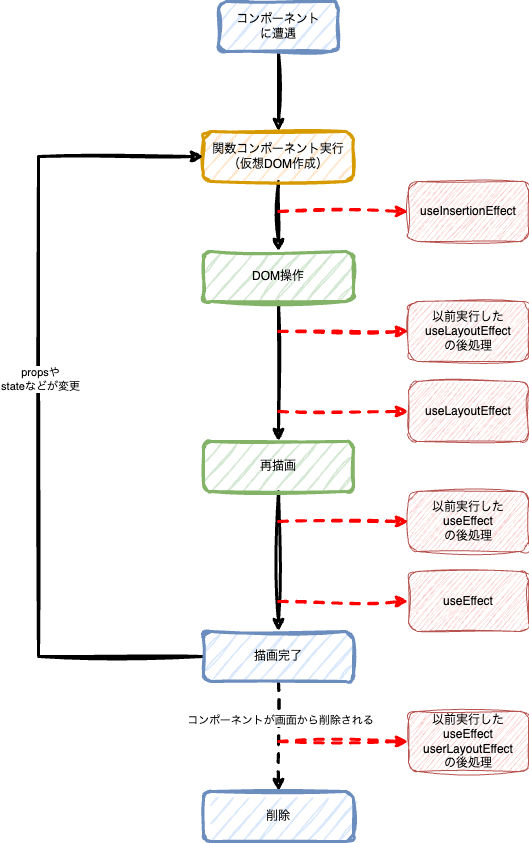 コンポーネント
に遭遇
関数コンポーネント実行
（仮想DOM作成）
useInsertionEffect
DOM操作
以前実行した
useLayoutEffect
の後処理
propsや
stateなどが変更
useLayoutEffect
再描画
以前実行した
useEffect
の後処理
useEffect
描画完了
コンポーネントが画面から削除される
以前実行した
useEffect
userLayoutEffect
の後処理
削除